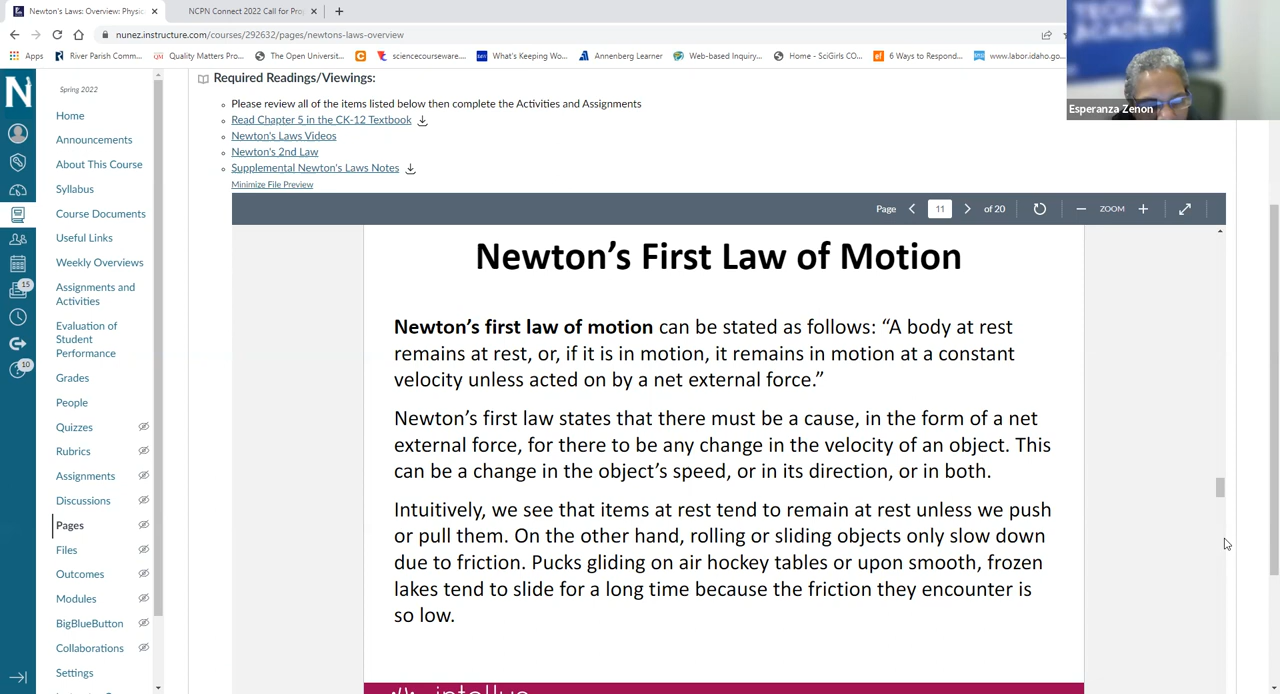 Newton's Laws: Overview: Physi
NCPN Connect 2022 Call for Prop
nunez.instructure.com/courses/292632/pages/newtons-laws-overview
Apps
River Parish Comm...
Quality Matters Pro...
The Open Universit...
sciencecourseware...
What's Keeping Wo...
Annenberg Learner
Web-based Inquiry...
Home – SciGirls CO...
6 Ways to Respond...
www.labor.idaho.go...
TECH
ACADEMY
Esperanza Zenon
N
15
10
Spring 2022
Home
Announcements
About This Course
Syllabus
Course Documents
Useful Links
Weekly Overviews
Assignments and
Activities
Evaluation of
Student
Performance
Grades
People
Quizzes
Rubrics
Assignments
Discussions
Pages
Files
Outcomes
Modules
BigBlueButton
Collaborations
Settings
Required Readings/Viewings:
Please review all of the items listed below then complete the Activities and Assignments
Read Chapter 5 in the CK-12 Textbook
Newton's Laws Videos
Newton's 2nd Law
Supplemental Newton's Laws Notes
Minimize File Preview
Page 11 of 20 ZOOM
Newton's First Law of Motion
Newton's first law of motion can be stated as follows: “A body at rest
remains at rest, or, if it is in motion, it remains in motion at a constant
velocity unless acted on by a net external force.”
Newton's first law states that there must be a cause, in the form of a net
external force, for there to be any change in the velocity of an object. This
can be a change in the object's speed, or in its direction, or in both.
Intuitively, we see that items at rest tend to remain at rest unless we push
or pull them. On the other hand, rolling or sliding objects only slow down
due to friction. Pucks gliding on air hockey tables or upon smooth, frozen
lakes tend to slide for a long time because the friction they encounter is
so low.